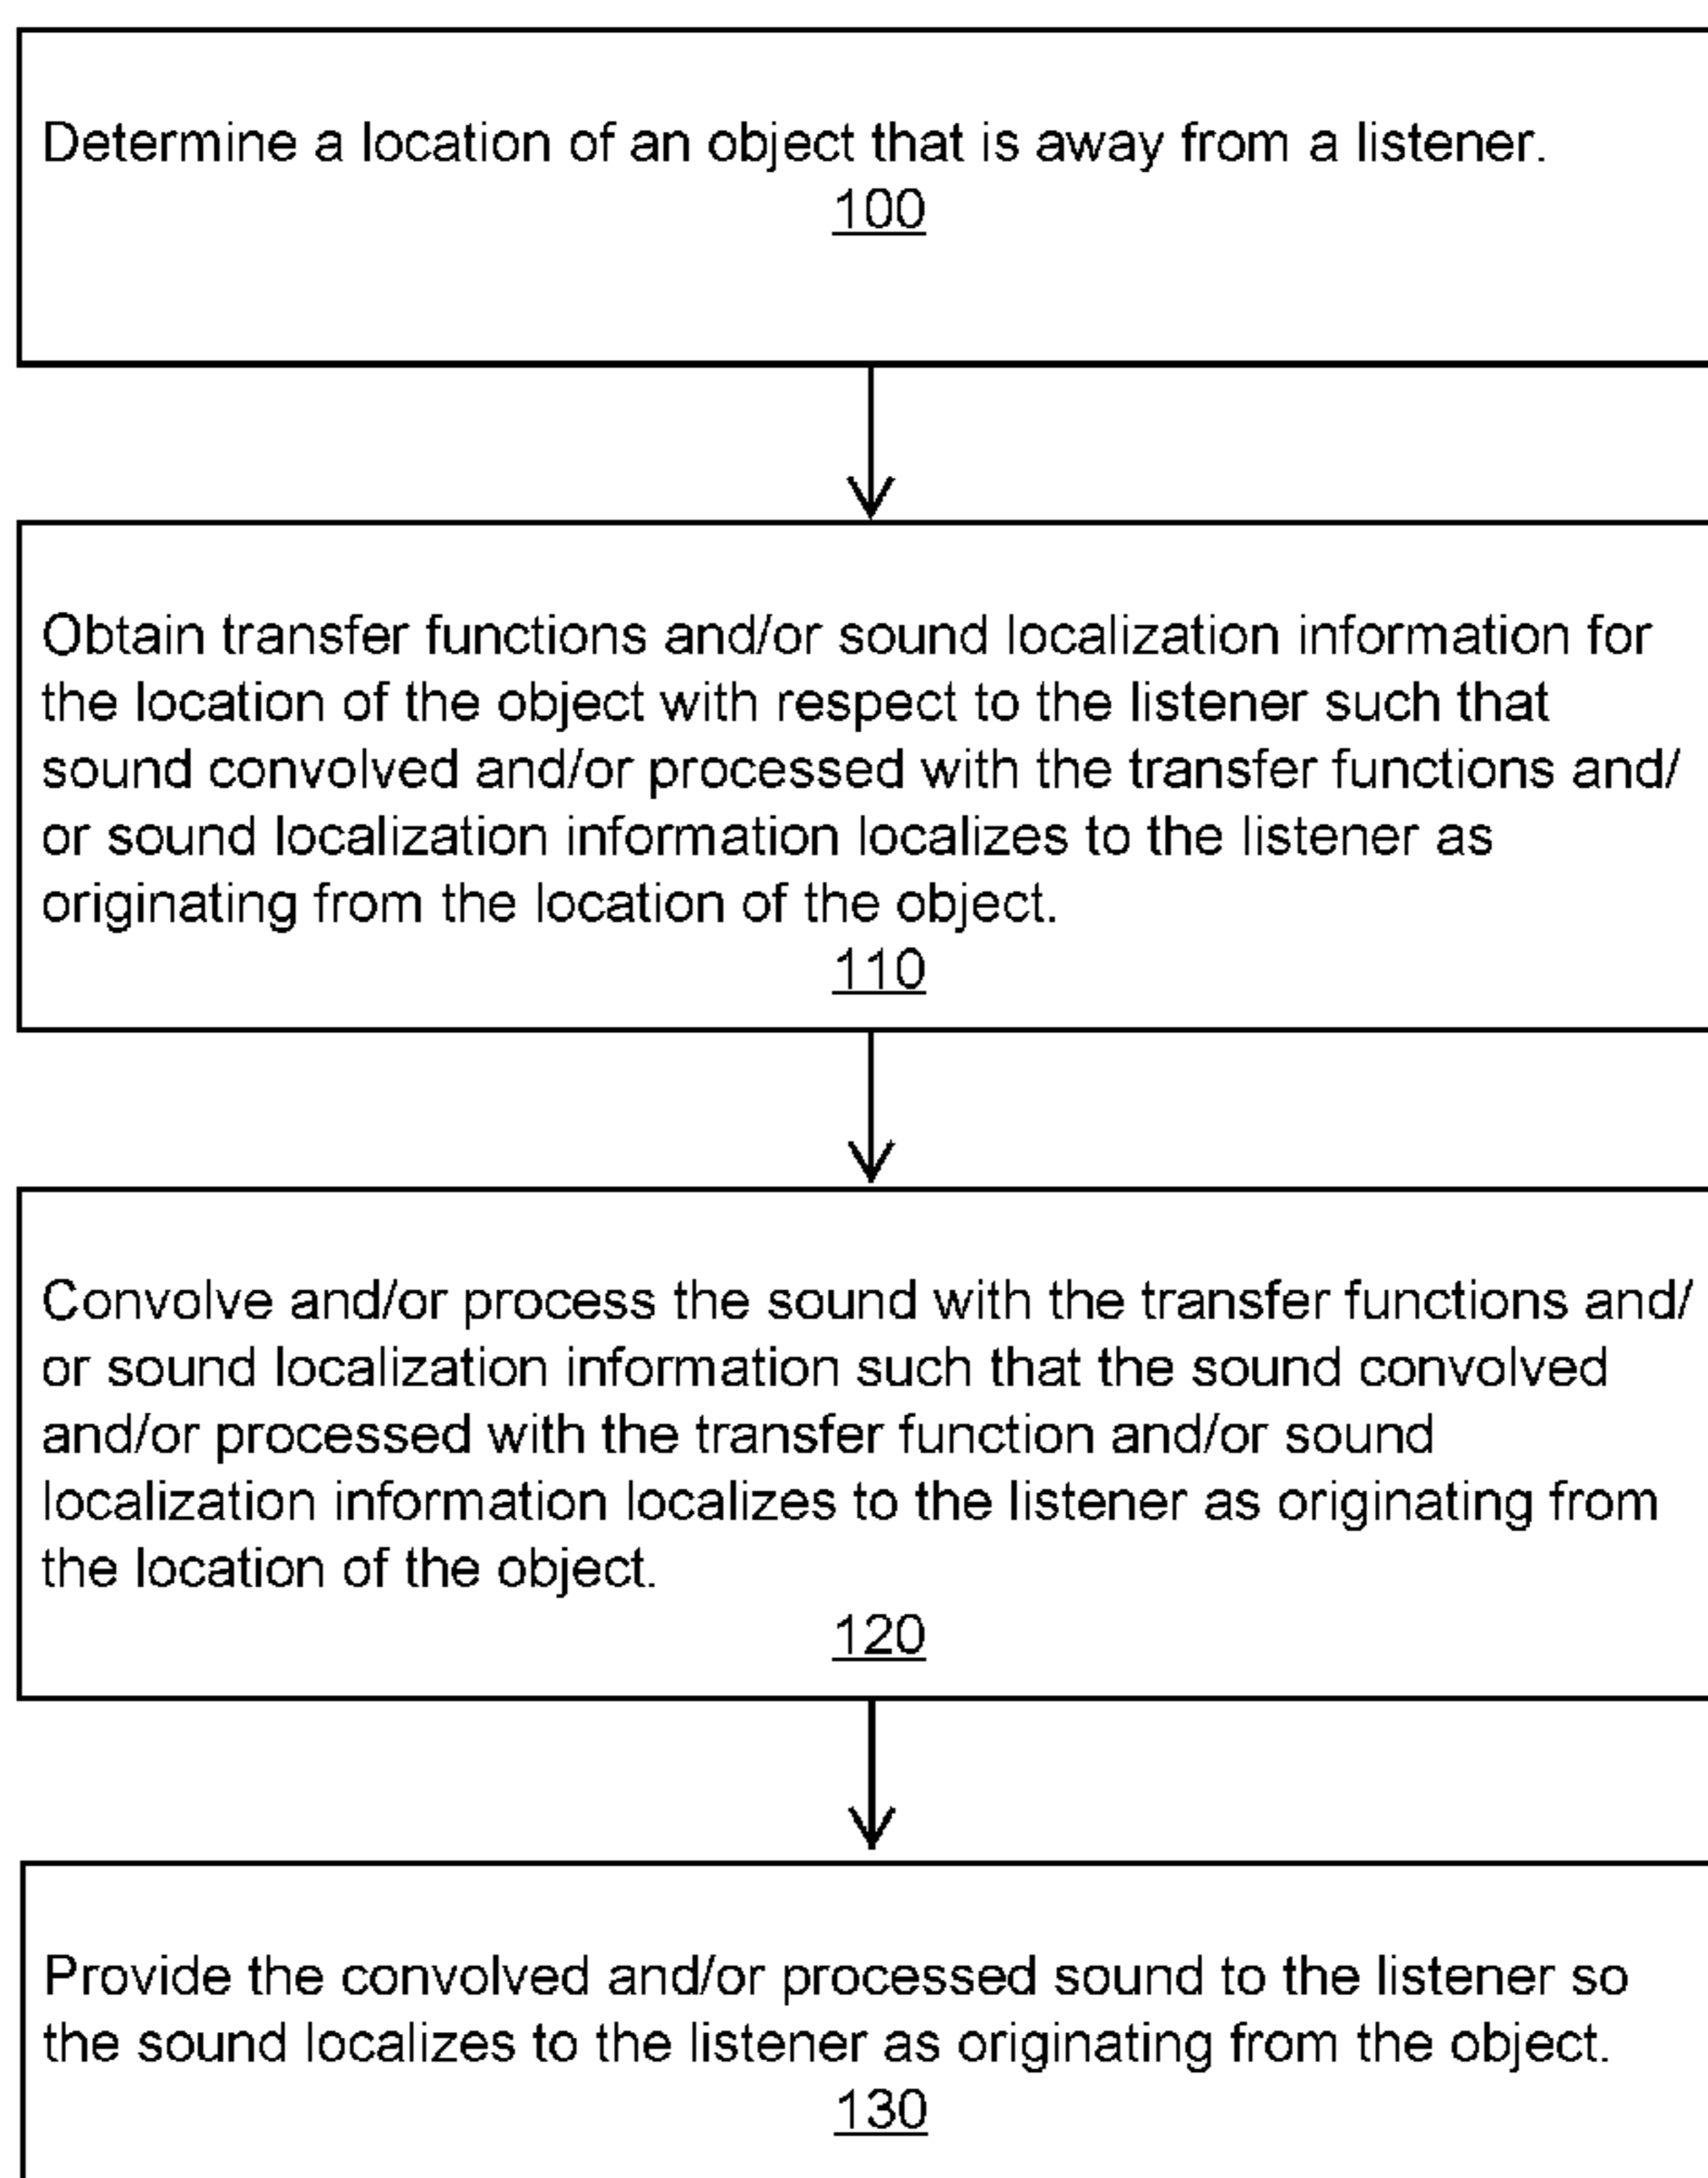 Determine a location of an object that is away from a listener.
100
Obtain transfer functions and/or sound localization information for
the location of the object with respect to the listener such that
sound convolved and/or processed with the transfer functions and/
or sound localization information localizes to the listener as
originating from the location of the object.
110
Convolve and/or process the sound with the transfer functions and/
or sound localization information such that the sound convolved
and/or processed with the transfer function and/or sound
localization information localizes to the listener as originating from
the location of the object.
120
Provide the convolved and/or processed sound to the listener so
the sound localizes to the listener as originating from the object.
130